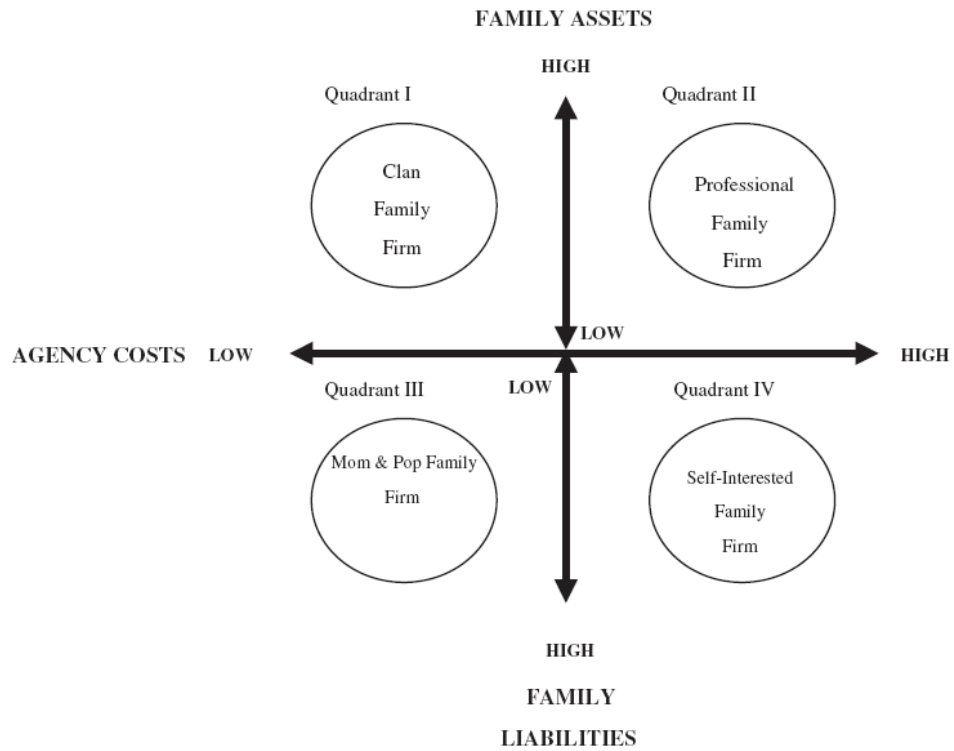 FAMILY ASSETS
HIGH
Quadrant I
Quadrant II
Clan
Family
Firm
Professional
Family
Firm
LOW
AGENCY COSTS LOW
HIGH
LOW
Quadrant III
Quadrant IV
Mom & Pop Family
Firm
Self-Interested
Family
Firm
HIGH
FAMILY
LIABILITIES